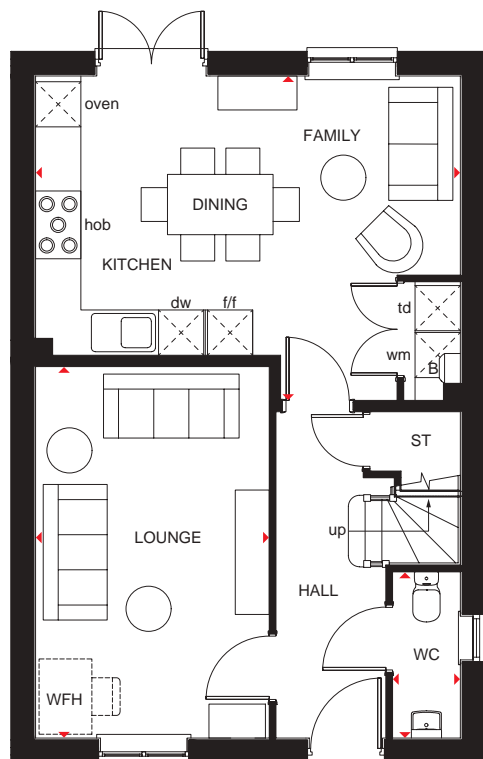 oven
FAMILY
DINING
hob
KITCHEN
dw
f/f
td
wm
B
ST
up
LOUNGE
HALL
WC
WFH